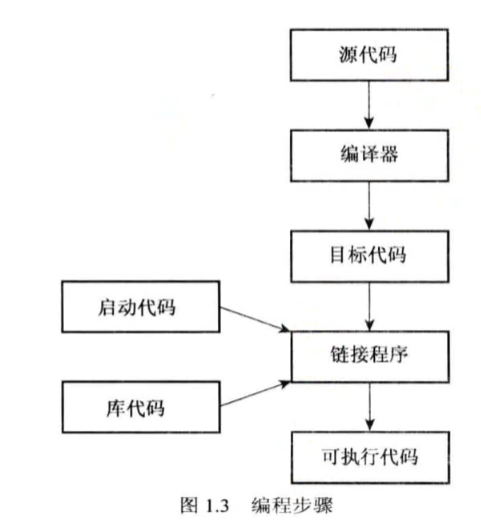 源代码
编译器
目标代码
启动代码
链接程序
库代码
可执行代码
图 1.3 编程步骤